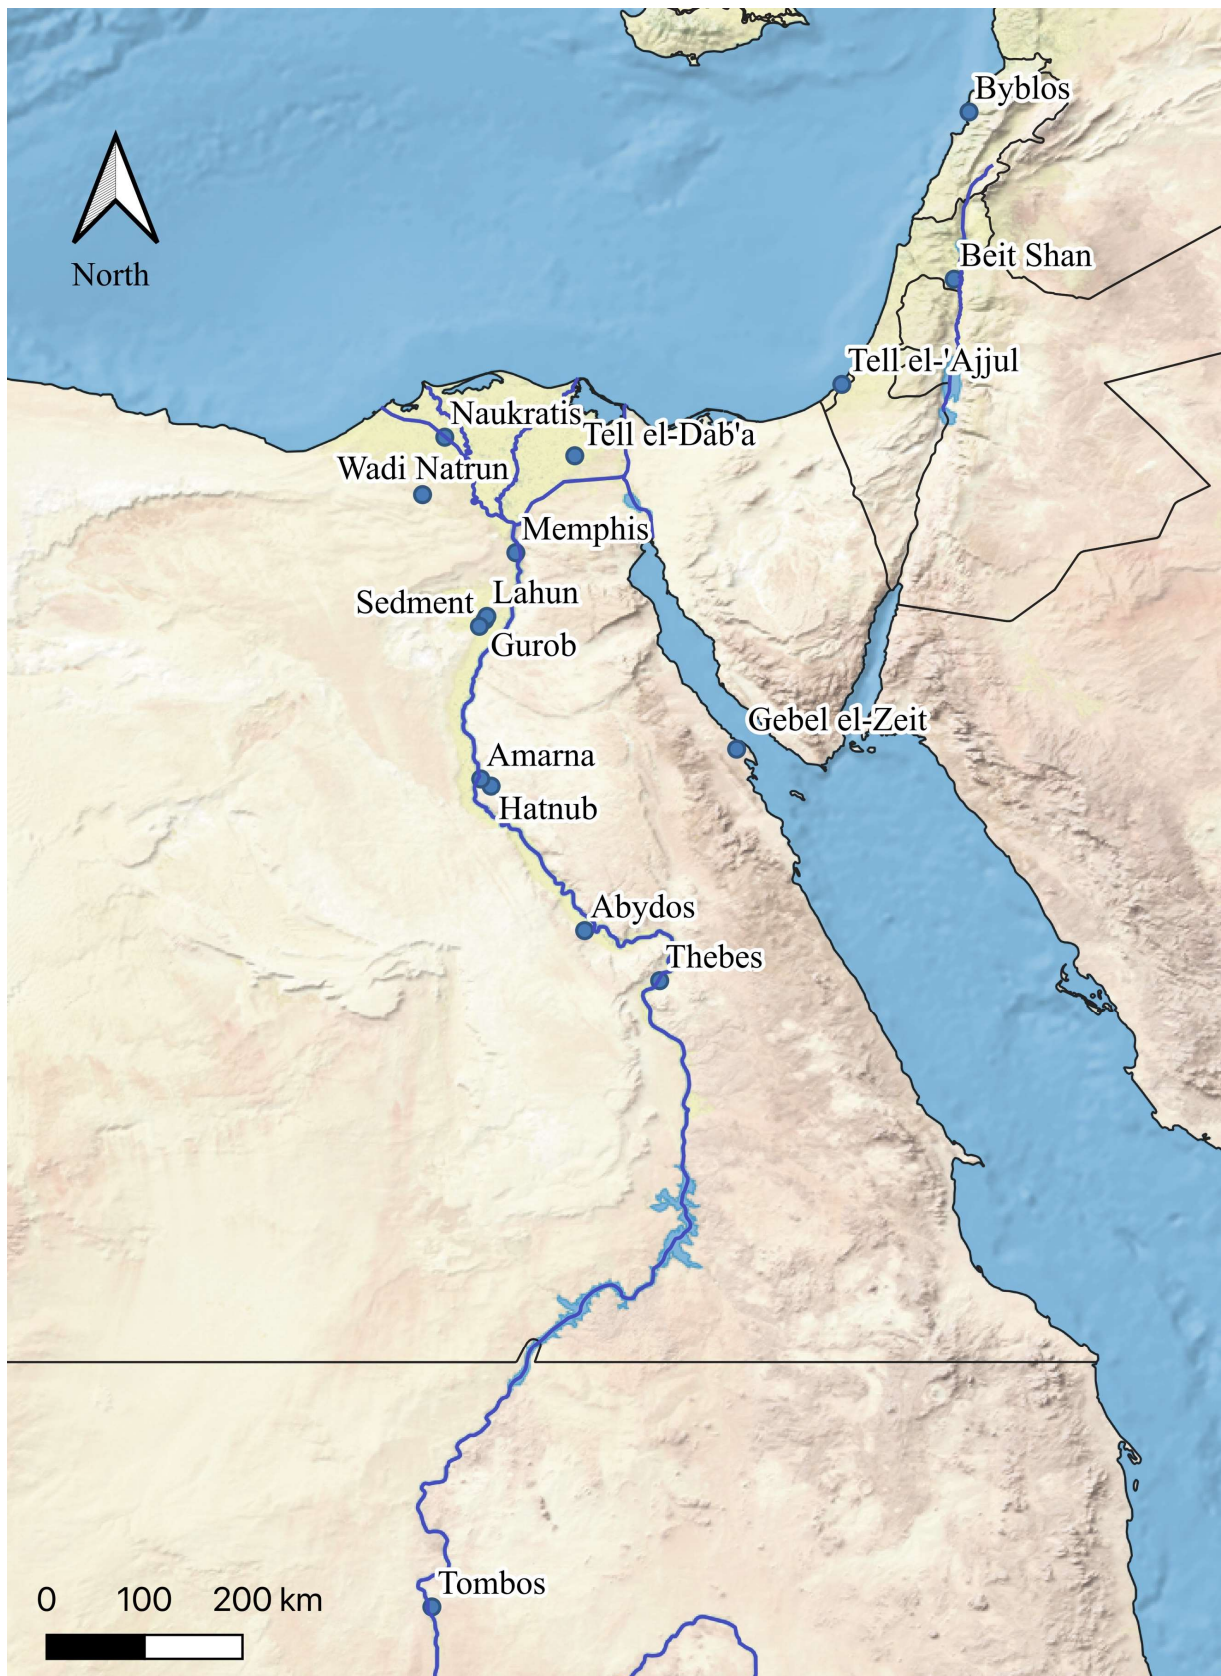 Byblos
North
Beit Shan
Tell el-'Ajjul
Naukratis
Tell el-Dab'a
Wadi Natrun
Memphis
Lahun
Sedment
Gurob
Gebel el-Zeit
Amarna
Hatnub
Abydos
Thebes
Tombos
0 100 200 km